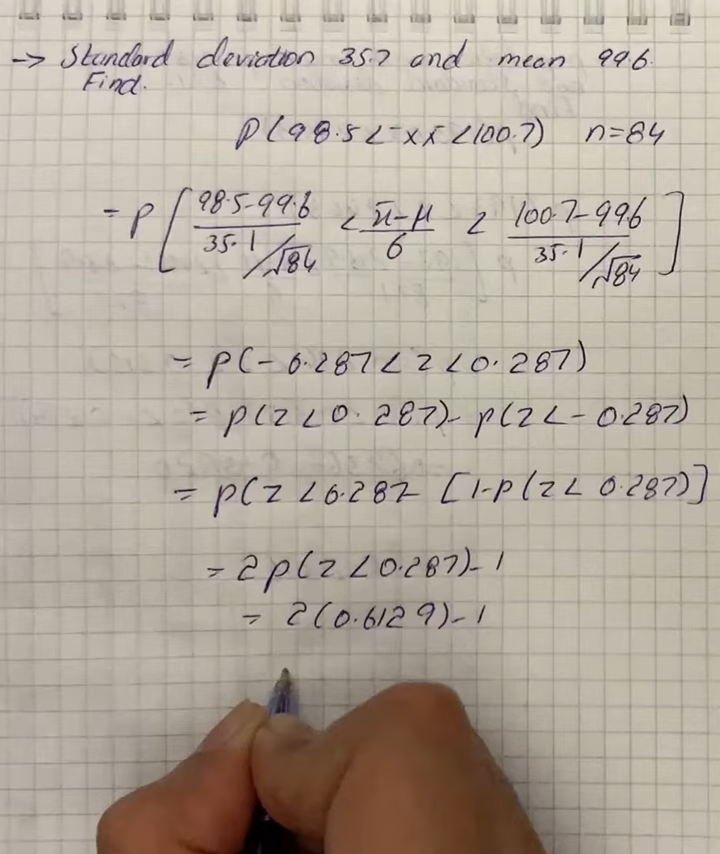 → Standard deviation 35.7 and mean 99.6.
Find.
P(98.5 < x̄ < 100.7) n=84
= P [ (98.5-99.6)/(35.1/√84) < (x̄-μ)/6 < (100.7-99.6)/(35.1/√84) ]
= P(-0.287 < z < 0.287)
= P(z < 0.287) - P(z < -0.287)
= P(z < 0.287 [1-P(z < 0.287)]
= 2P(z < 0.287) - 1
= 2(0.6129) - 1